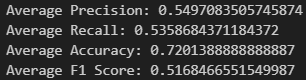 Average Precision: 0.5497083505745874
Average Recall: 0.5358684371184372
Average Accuracy: 0.7201388888888887
Average F1 Score: 0.5168466551549987